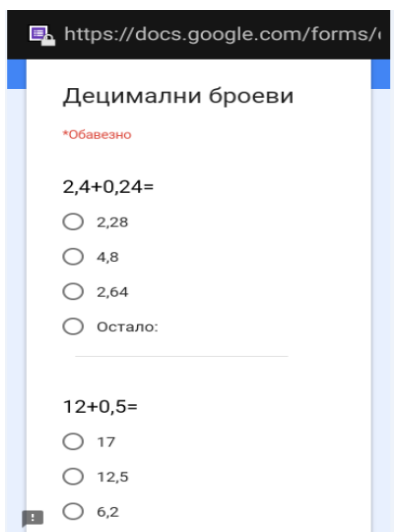 https://docs.google.com/forms/
Децимални броеви
*Обавезно
2,4+0,24=
2,28
4,8
2,64
Остало:
12+0,5=
17
12,5
6,2